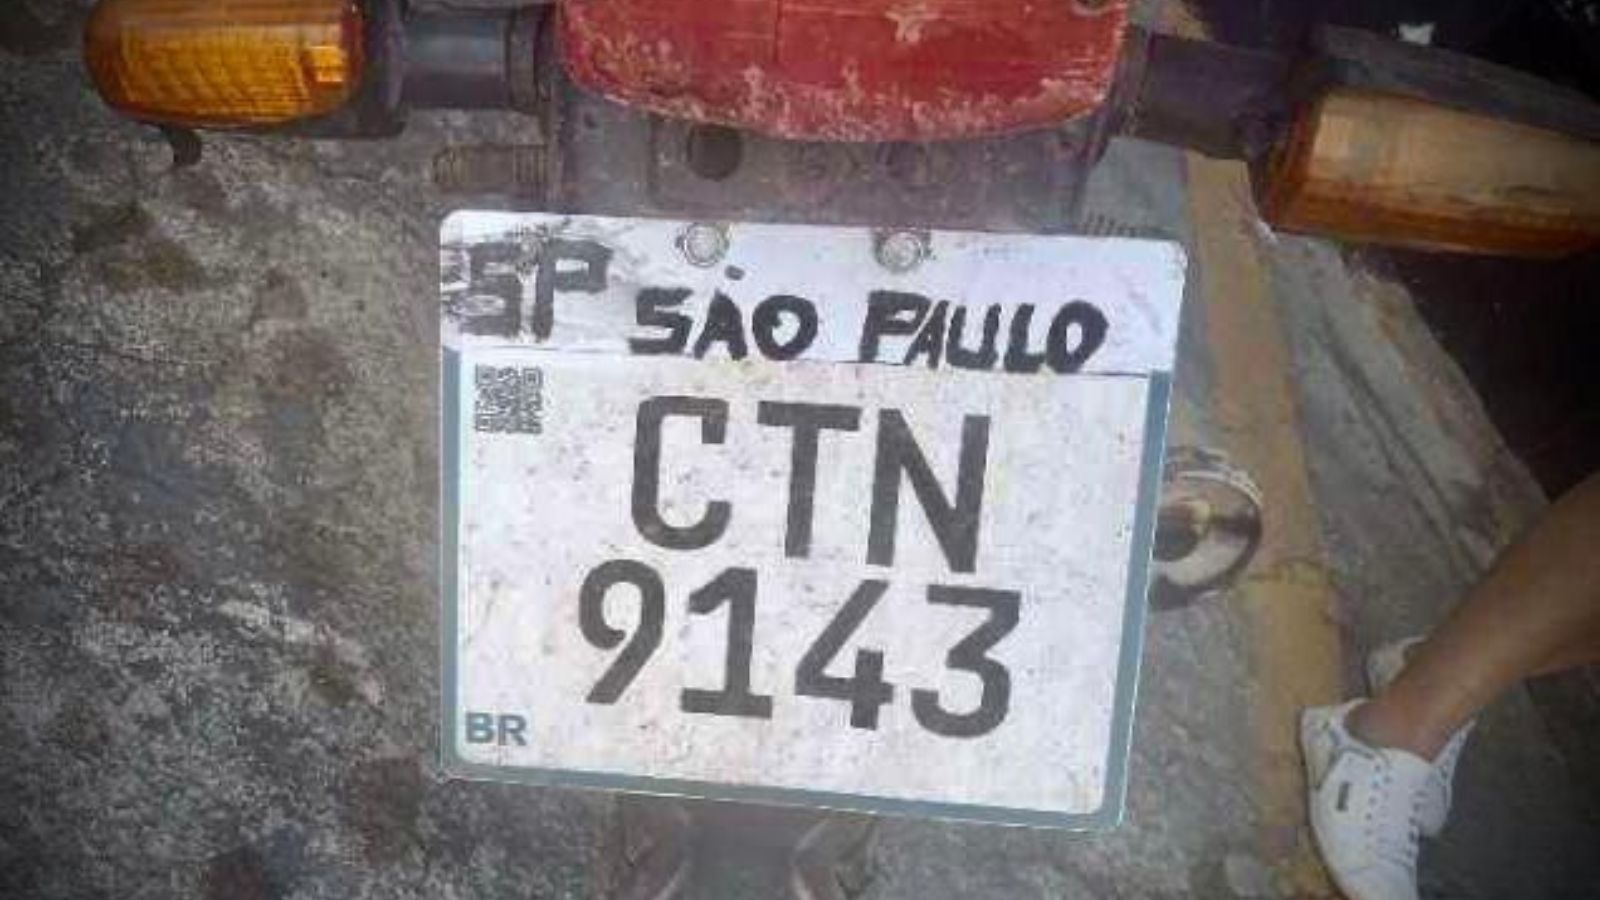 SP SÃO PAULO
CTN
9143
BR